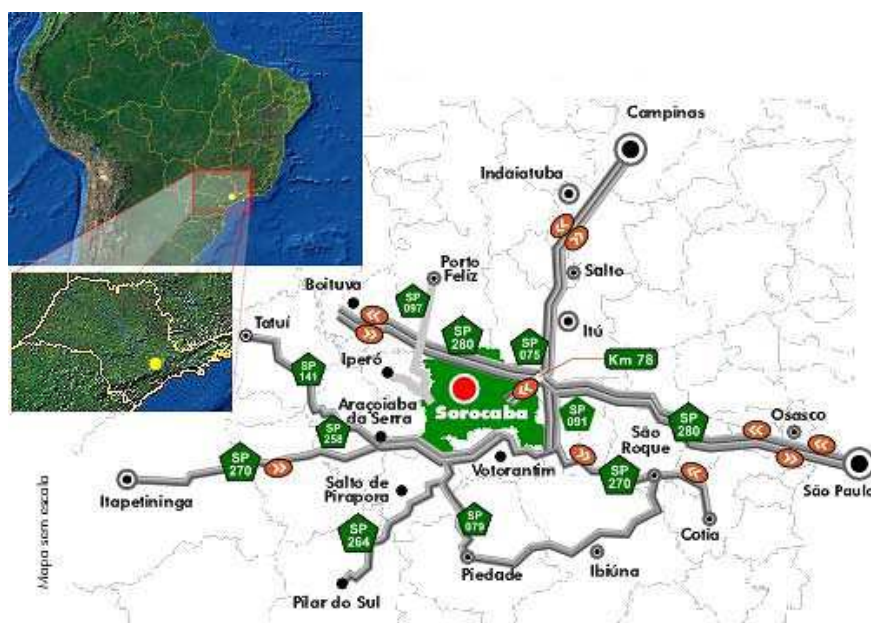 Campinas
Indaiatuba
Porto
Feliz
Salto
Boituva
SP
097
Tatuí
SP
280
SP
075
Itú
Iperó
Km 78
SP
141
Sorocaba
Araçoiaba
da Serra
SP
091
SP
258
São
Roque
SP
280
Osasco
SP
270
Votorantim
SP
270
São Paulo
Itapetininga
Salto de
Pirapora
SP
264
SP
079
Cotia
Piedade
Ibiúna
Pilar do Sul
Mapa sem escala